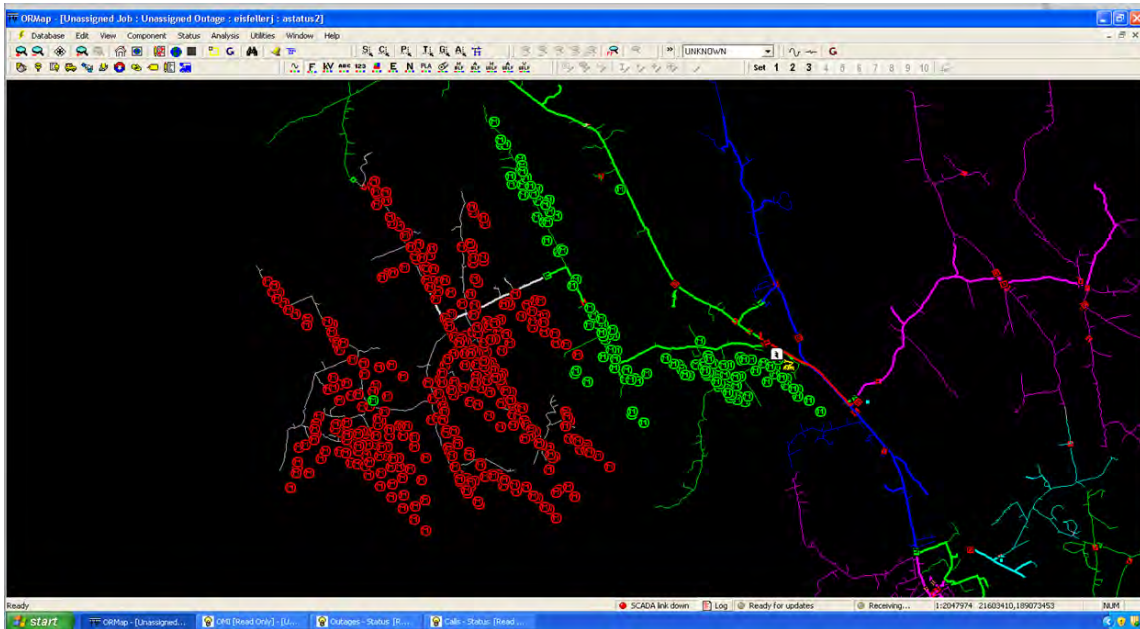 ORMap - [Unassigned Job : Unassigned Outage : eisfellerj : astatus2]
Database Edit View Component Status Analysis Utilities Window Help
UNKNOWN
Set 1 2 3 4 5 6 7 8 9 10
Ready SCADA link down Log Ready for updates Receiving... 1:2047974 21603410,189073453 NUM
start ORMap - [Unassigned... OMI [Read Only] - [U... Outages - Status [R... Calls - Status [Read ...